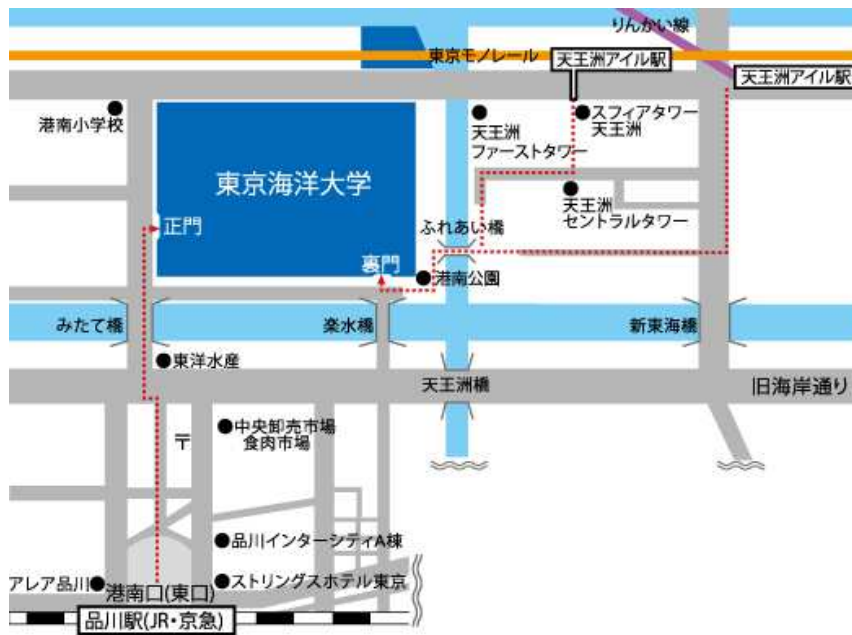 りんかい線
東京モノレール
天王洲アイル駅
天王洲アイル駅
港南小学校
天王洲
ファーストタワー
スフィアタワー
天王洲
東京海洋大学
天王洲
セントラルタワー
正門
ふれあい橋
裏門
港南公園
みたて橋
楽水橋
新東海橋
東洋水産
天王洲橋
旧海岸通り
〒
中央卸売市場
食肉市場
品川インターシティA棟
アレア品川
港南口(東口)
ストリングスホテル東京
品川駅(JR・京急)